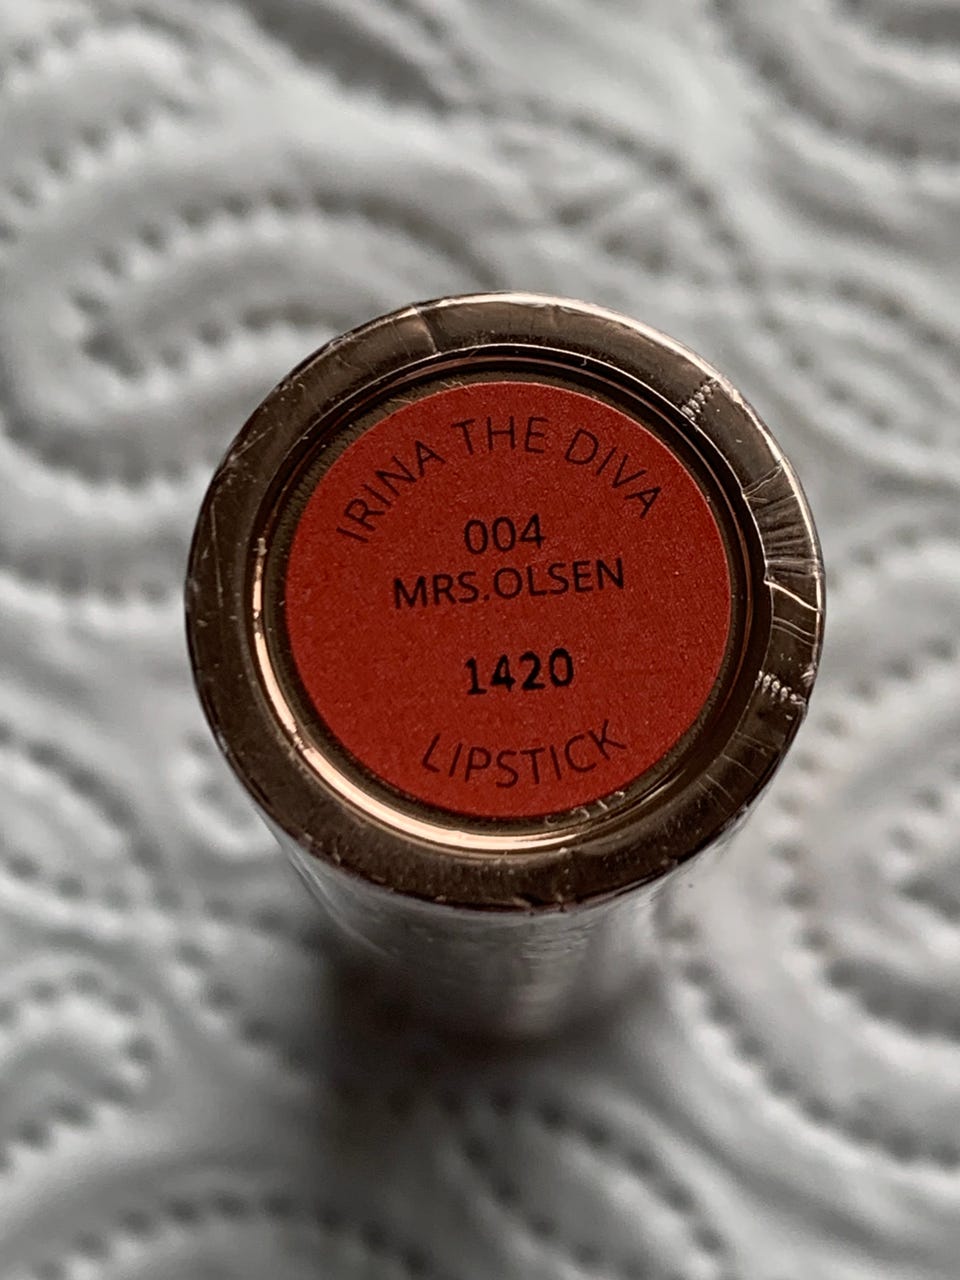 IRINA THE DIVA
004
MRS.OLSEN
1420
LIPSTICK